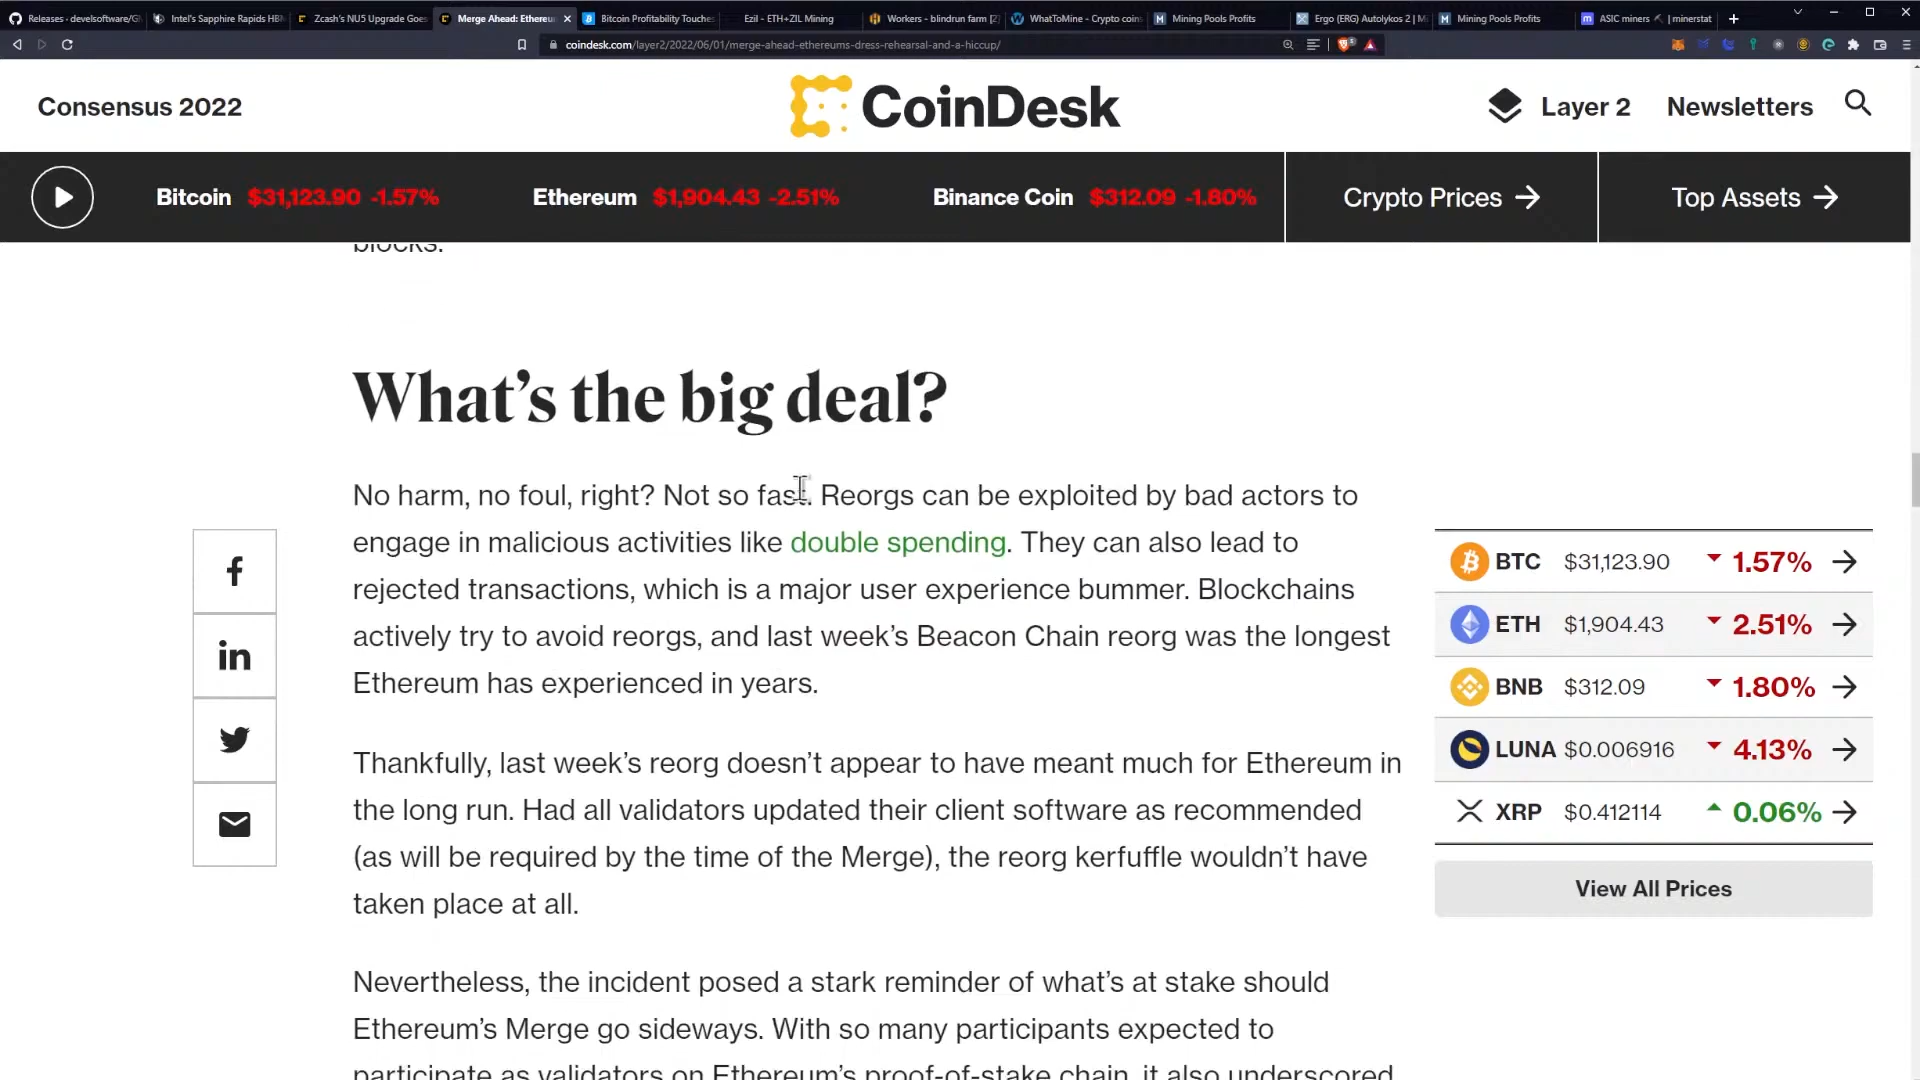 Releases - develsoftware/G
Intel's Sapphire Rapids HBM
Zcash's NU5 Upgrade Goes
Merge Ahead: Ethereu
Bitcoin Profitability Touche
Ezil - ETH+ZIL Mining
Workers - blindrun farm [2]
WhatToMine - Crypto coin
Mining Pools Profits
Ergo (ERG) Autolykos 2 | M
Mining Pools Profits
ASIC miners | minerstat
coindesk.com/layer2/2022/06/01/merge-ahead-ethereums-dress-rehearsal-and-a-hiccup/
Consensus 2022
CoinDesk
Layer 2
Newsletters
Bitcoin $31,123.90 -1.57%
Ethereum $1,904.43 -2.51%
Binance Coin $312.09 -1.80%
Crypto Prices →
Top Assets →
blocks.
What's the big deal?
No harm, no foul, right? Not so fast. Reorgs can be exploited by bad actors to
engage in malicious activities like double spending. They can also lead to
rejected transactions, which is a major user experience bummer. Blockchains
actively try to avoid reorgs, and last week's Beacon Chain reorg was the longest
Ethereum has experienced in years.
Thankfully, last week's reorg doesn't appear to have meant much for Ethereum in
the long run. Had all validators updated their client software as recommended
(as will be required by the time of the Merge), the reorg kerfuffle wouldn't have
taken place at all.
Nevertheless, the incident posed a stark reminder of what's at stake should
Ethereum's Merge go sideways. With so many participants expected to
participate as validators on Ethereum's proof-of-stake chain, it also underscored
BTC $31,123.90 1.57% →
ETH $1,904.43 2.51% →
BNB $312.09 1.80% →
LUNA $0.006916 4.13% →
XRP $0.412114 0.06% →
View All Prices